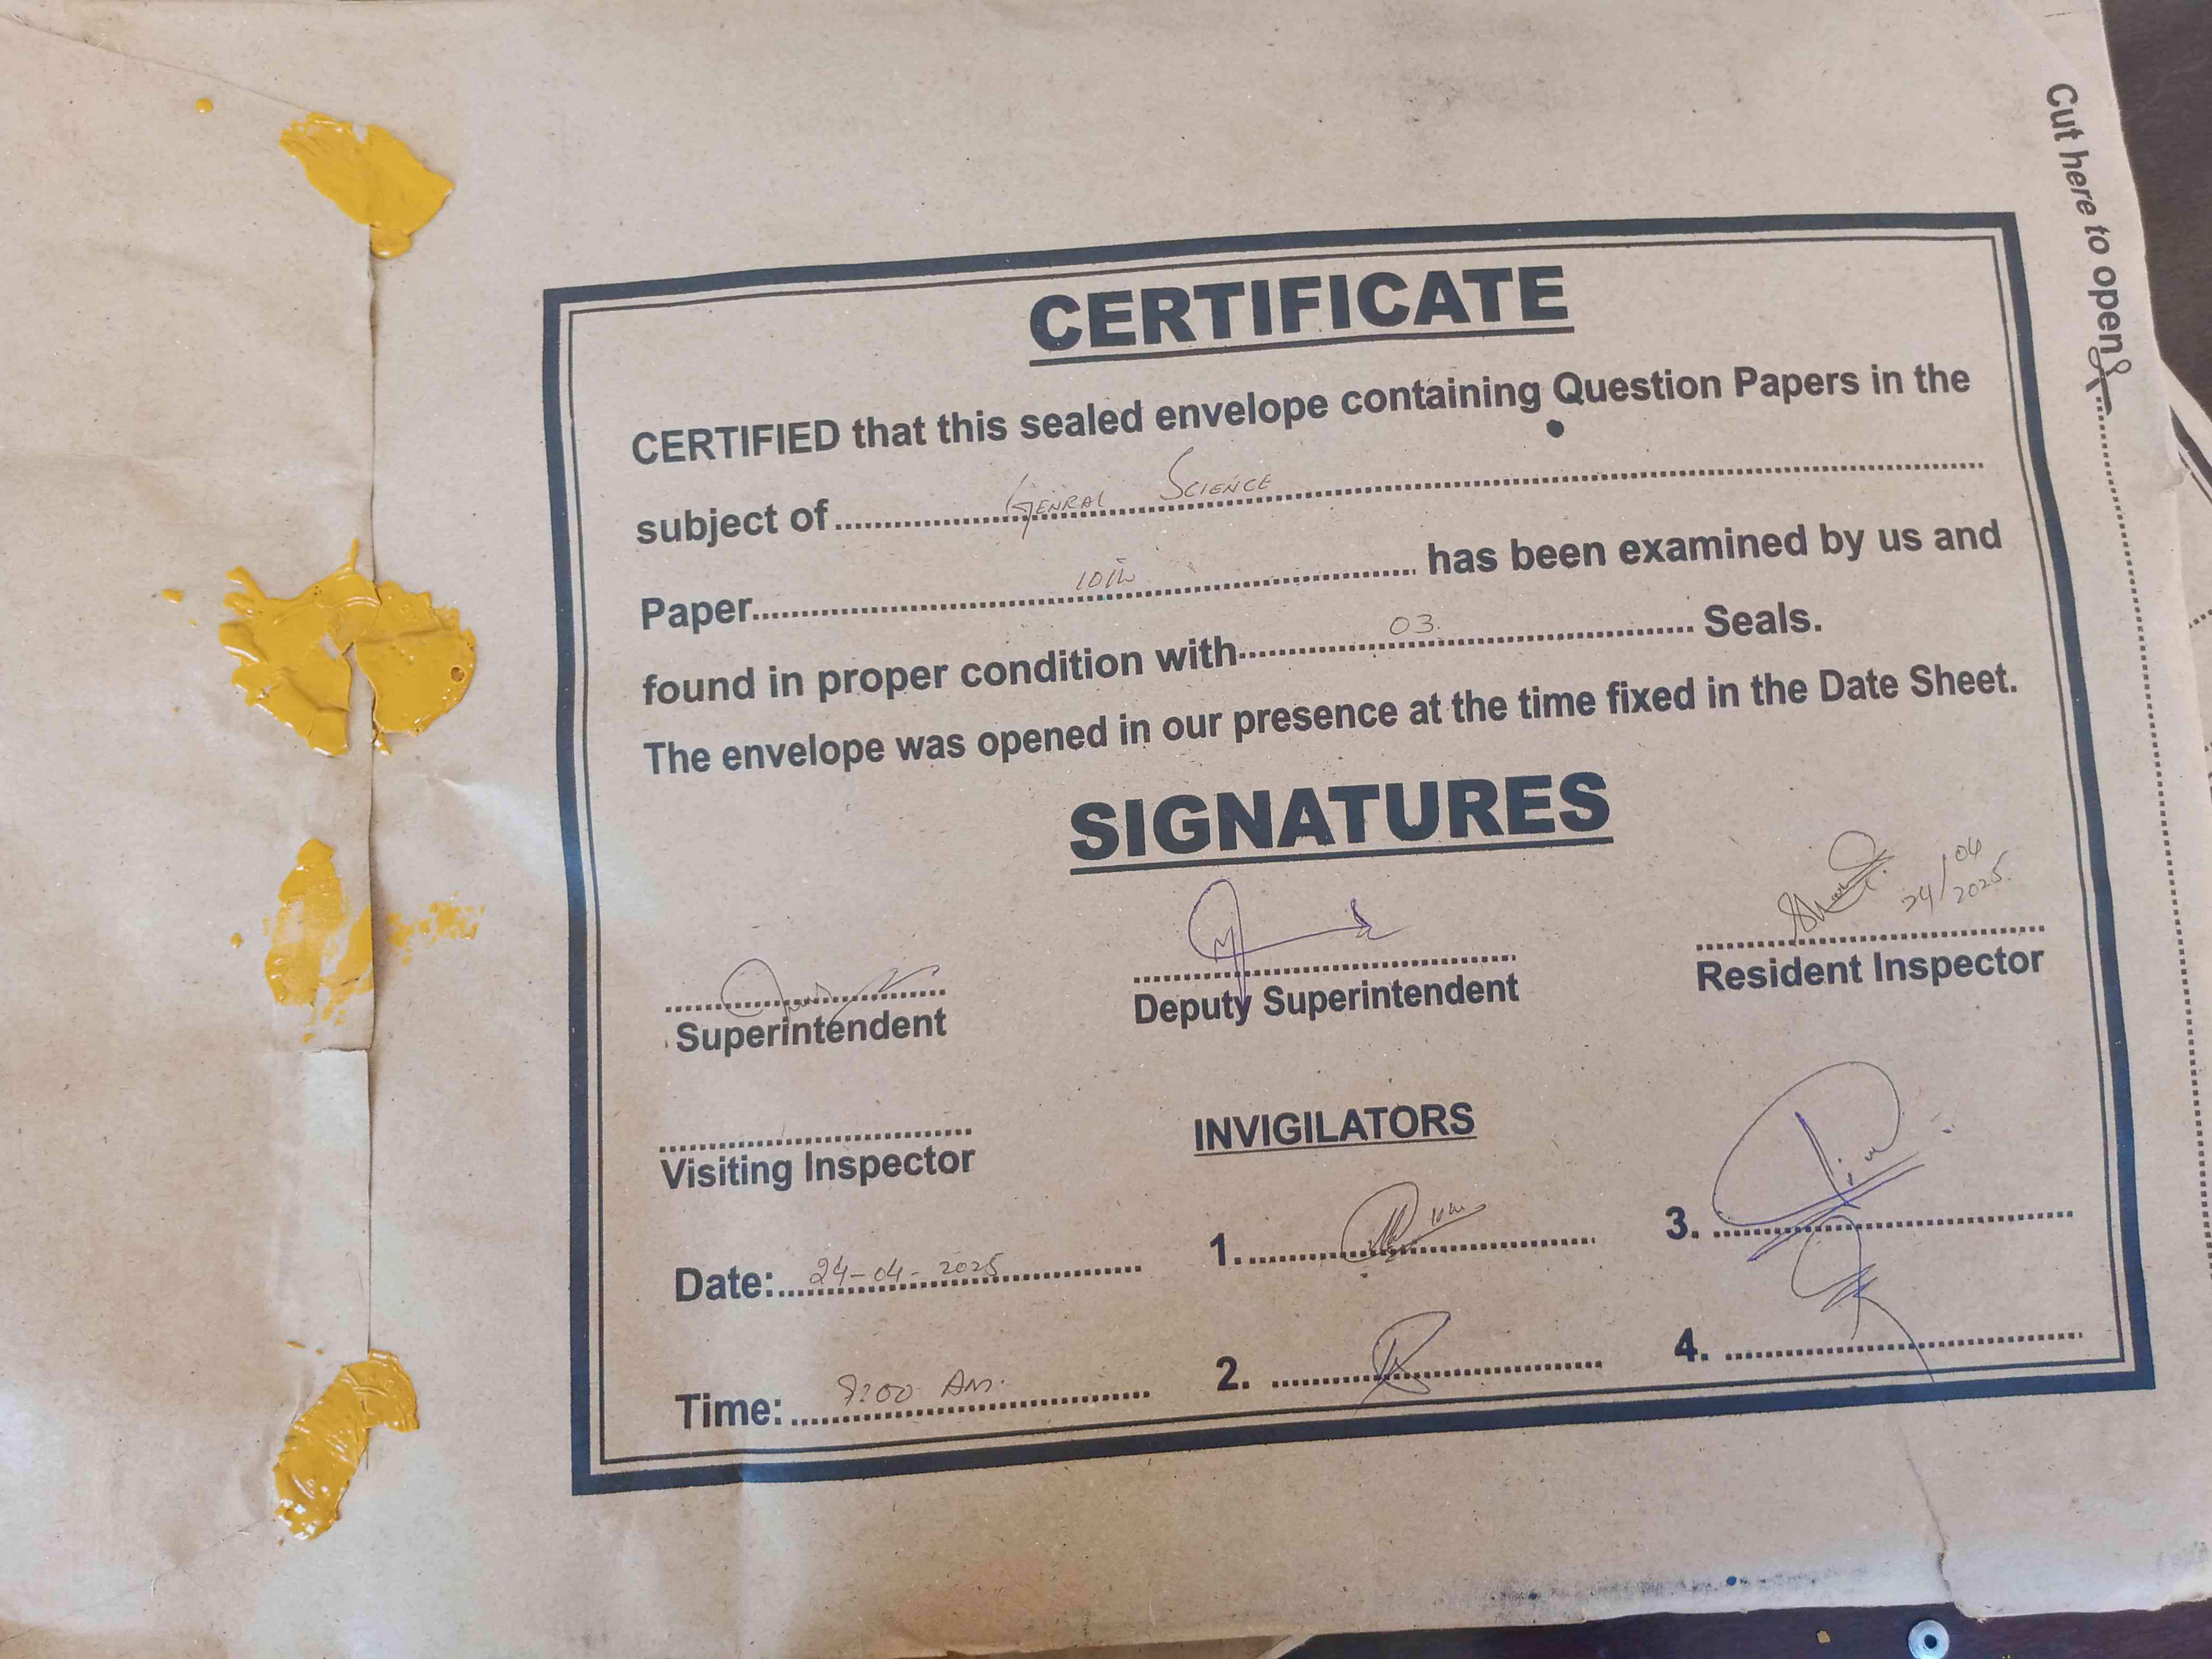 Cut here to open
CERTIFICATE
CERTIFIED that this sealed envelope containing Question Papers in the
subject of.......... GENRAL SCIENCE ..........
Paper.......... 10th .......... has been examined by us and
found in proper condition with.......... 03 .......... Seals.
The envelope was opened in our presence at the time fixed in the Date Sheet.
SIGNATURES
24/04
2025
Superintendent Deputy Superintendent Resident Inspector
Visiting Inspector
INVIGILATORS
1. 3.
Date: 24-04-2025
2. 4.
Time: :00 AM.